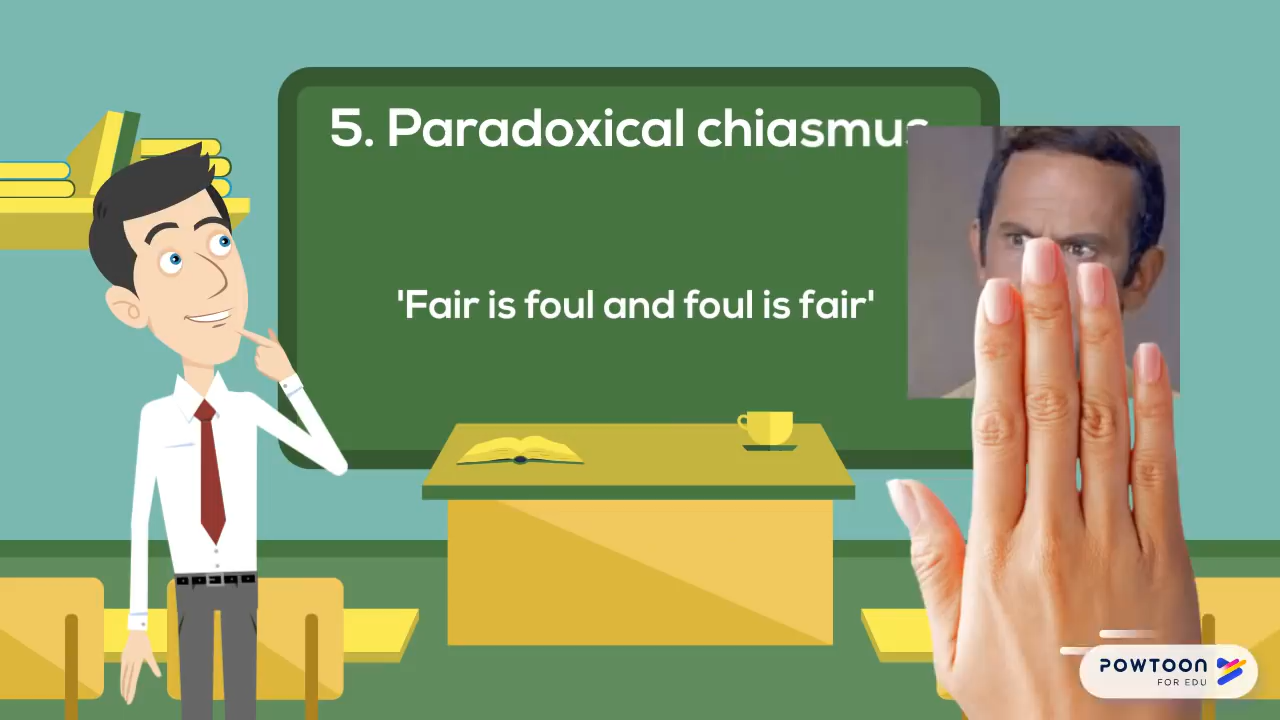 5. Paradoxical chiasmus
'Fair is foul and foul is fair'
POWTOON
FOR EDU